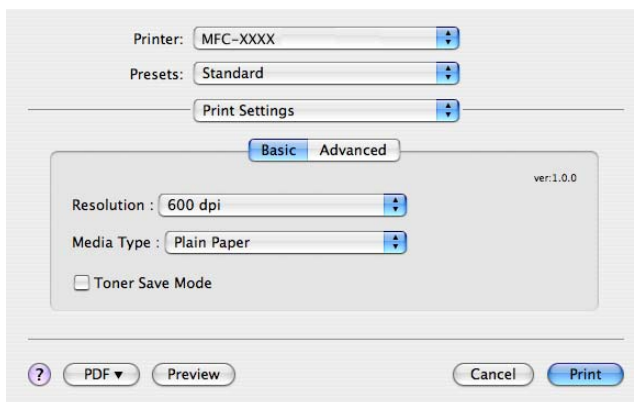 Printer: MFC-XXXX
Presets: Standard
Print Settings
Basic Advanced
ver:1.0.0
Resolution : 600 dpi
Media Type : Plain Paper
Toner Save Mode
? PDF ▼ Preview Cancel Print